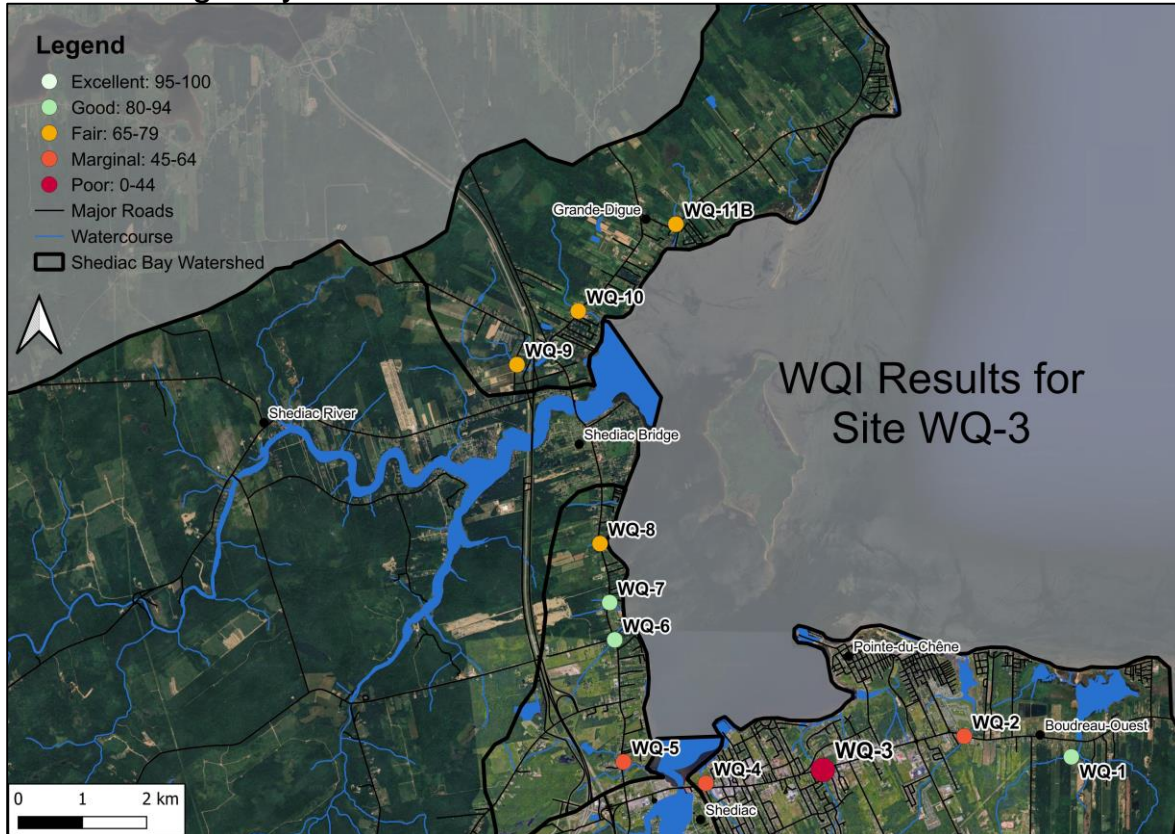 Legend
Excellent: 95-100
Good: 80-94
Fair: 65-79
Marginal: 45-64
Poor: 0-44
Major Roads
Watercourse
Shediac Bay Watershed
Grande-Digue
WQ-11B
WQ-10
WQ-9
WQI Results for
Site WQ-3
Shediac River
Shediac Bridge
WQ-8
WQ-7
WQ-6
Pointe-du-Chêne
WQ-2
Boudreau-Ouest
WQ-5
WQ-3
WQ-1
WQ-4
Shediac
0 1 2 km